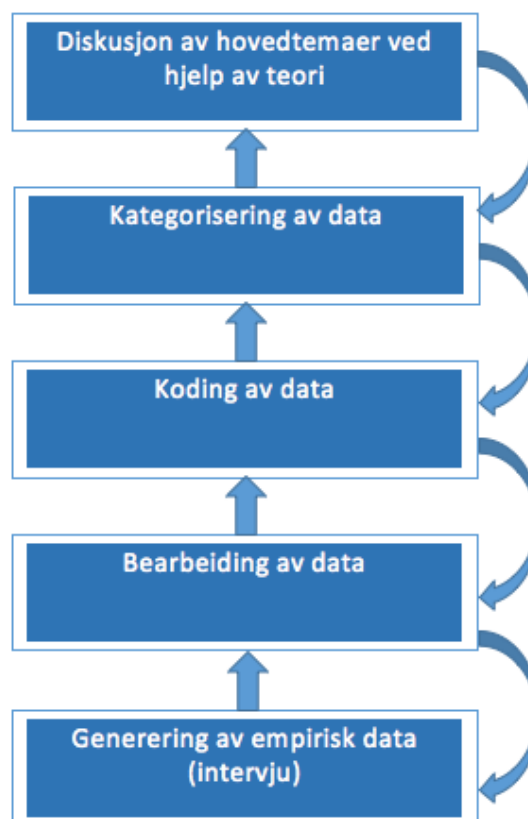 Diskusjon av hovedtemaer ved
hjelp av teori
Kategorisering av data
Koding av data
Bearbeiding av data
Generering av empirisk data
(intervju)